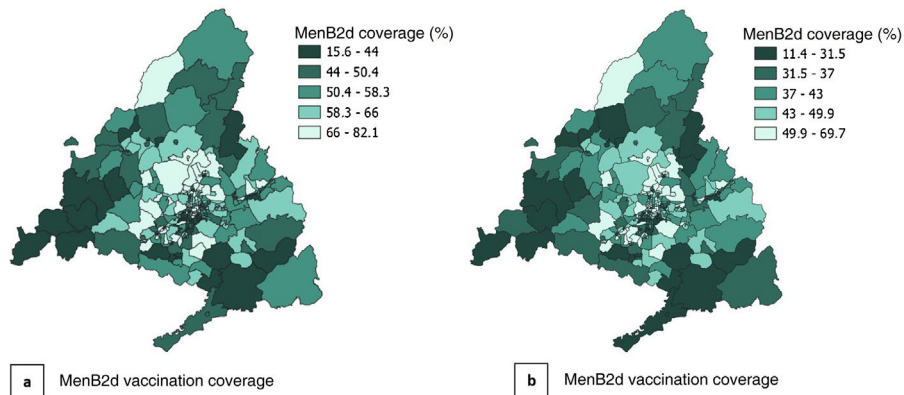 MenB2d coverage (%)
15.6 - 44
44 - 50.4
50.4 - 58.3
58.3 - 66
66 - 82.1
MenB2d coverage (%)
11.4 - 31.5
31.5 - 37
37 - 43
43 - 49.9
49.9 - 69.7
a MenB2d vaccination coverage
b MenB2d vaccination coverage